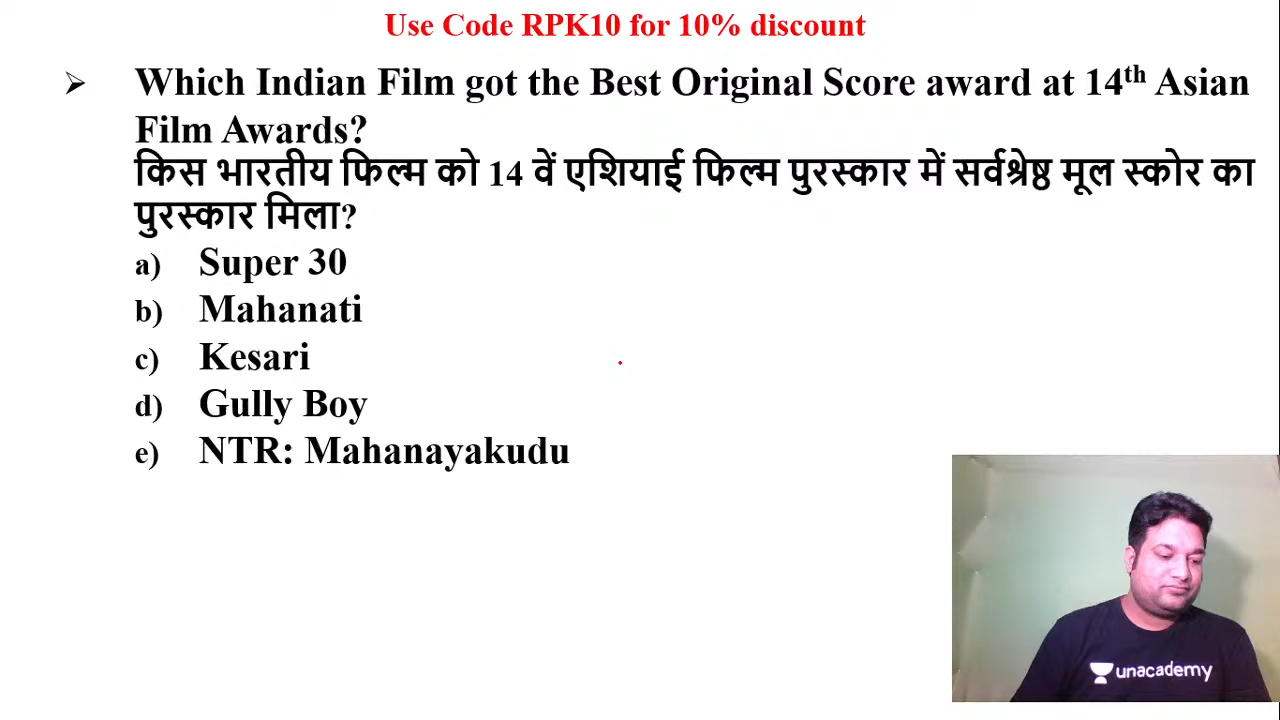 Use Code RPK10 for 10% discount
➢ Which Indian Film got the Best Original Score award at 14th Asian
Film Awards?
किस भारतीय फिल्म को 14 वें एशियाई फिल्म पुरस्कार में सर्वश्रेष्ठ मूल स्कोर का
पुरस्कार मिला?
a) Super 30
b) Mahanati
c) Kesari
d) Gully Boy
e) NTR: Mahanayakudu
unacademy